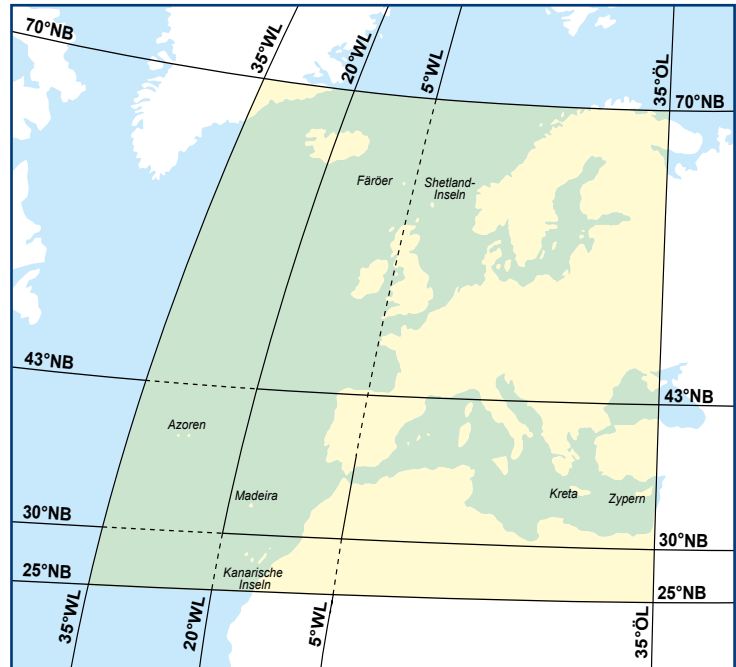 70°NB
35°WL
20°WL
5°WL
35°ÖL
70°NB
Färöer
Shetland-
Inseln
43°NB
43°NB
Azoren
Madeira
Kreta
Zypern
30°NB
30°NB
Kanarische
Inseln
25°NB
25°NB
35°WL
20°WL
5°WL
35°ÖL